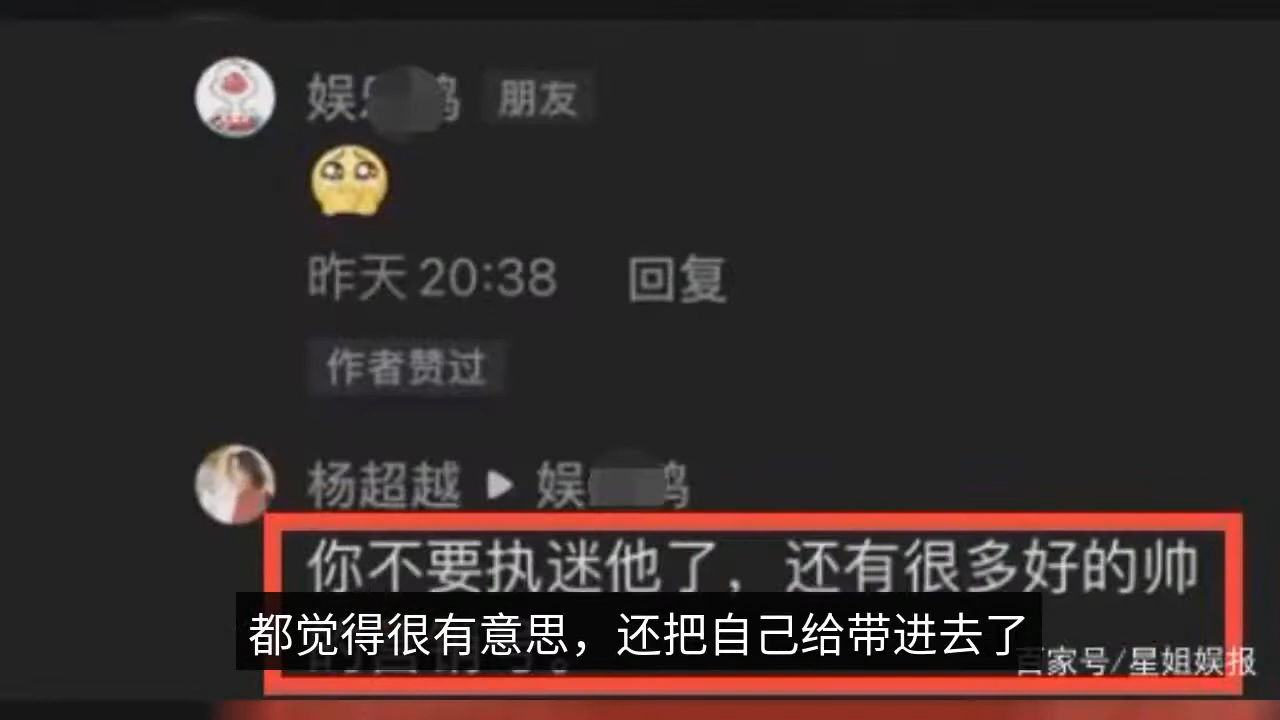 娱 鸡 朋友
昨天 20:38 回复
作者赞过
杨超越 ▶ 娱 鸡
你不要执迷他了，还有很多好的帅
都觉得很有意思，还把自己给带进去了
百家号/星姐娱报